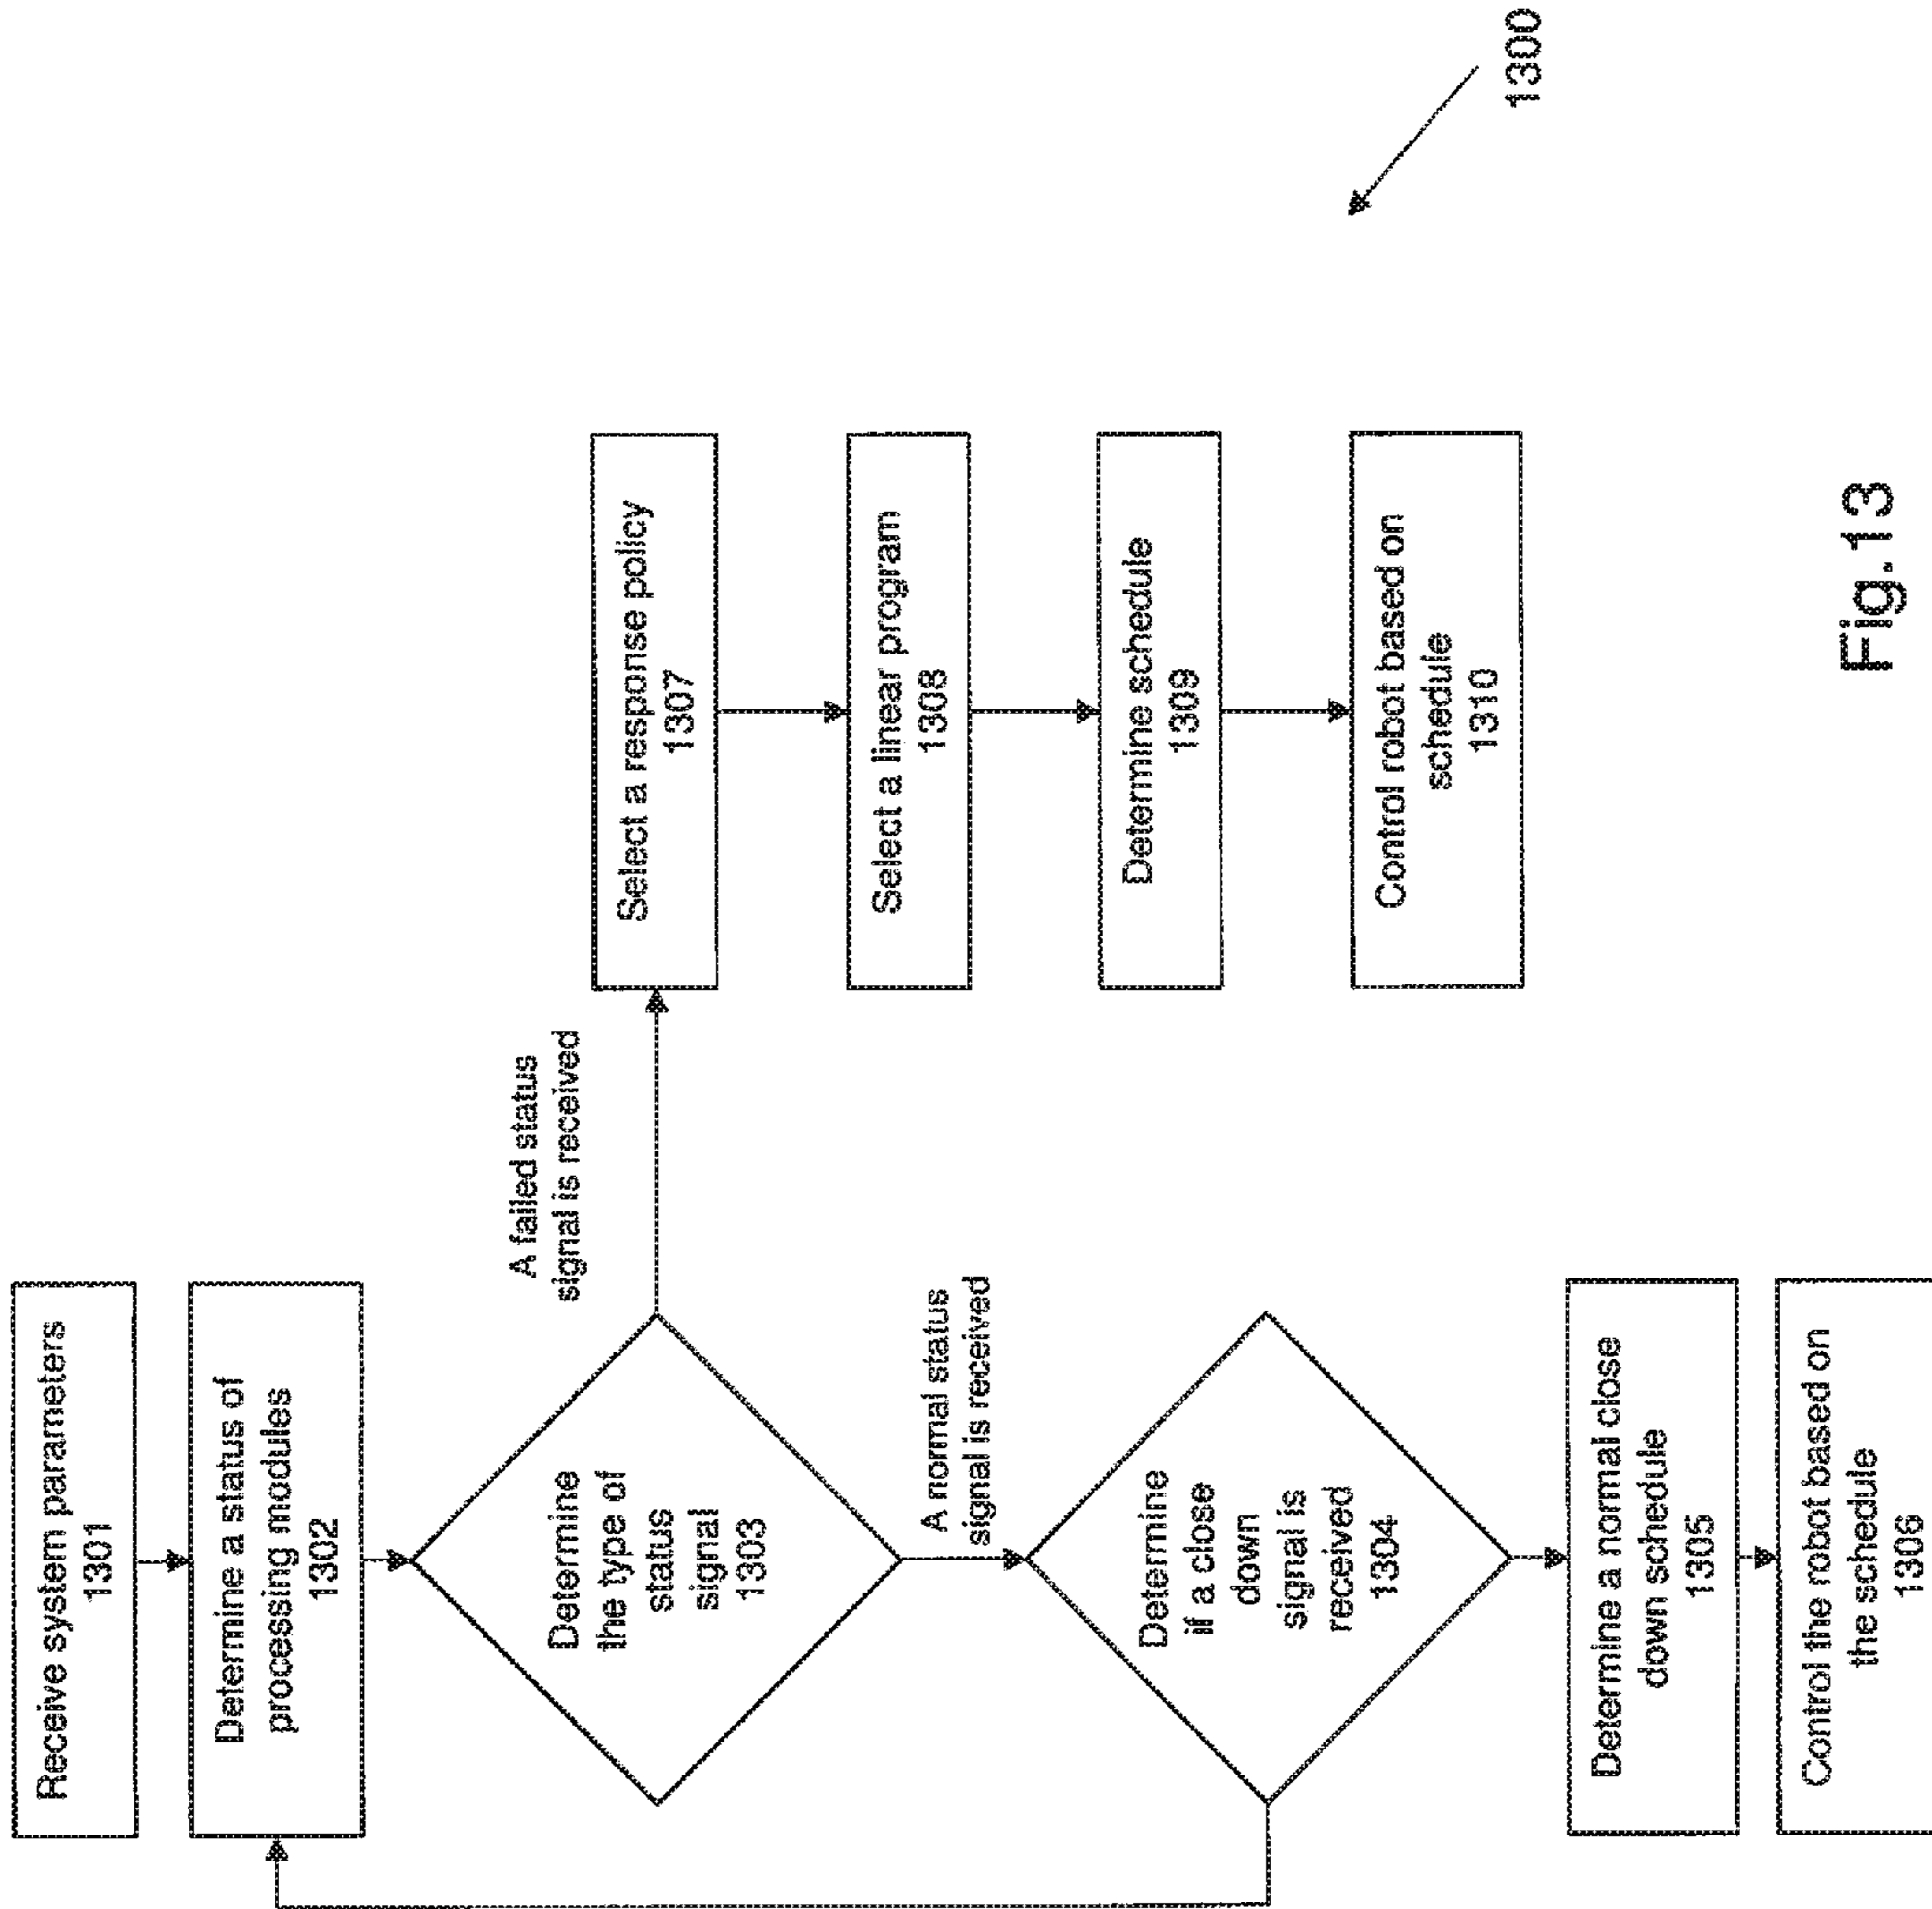 Receive system parameters
1301
Determine a status of
processing modules
1302
Determine
the type of
status
signal
1303
A failed status
signal is received
A normal status
signal is received
Determine
if a close
down
signal is
received
1304
Determine a normal close
down schedule
1305
Control the robot based on
the schedule
1306
Select a response policy
1307
Select a linear program
1308
Determine schedule
1309
Control robot based on
schedule
1310
1300
Fig.13